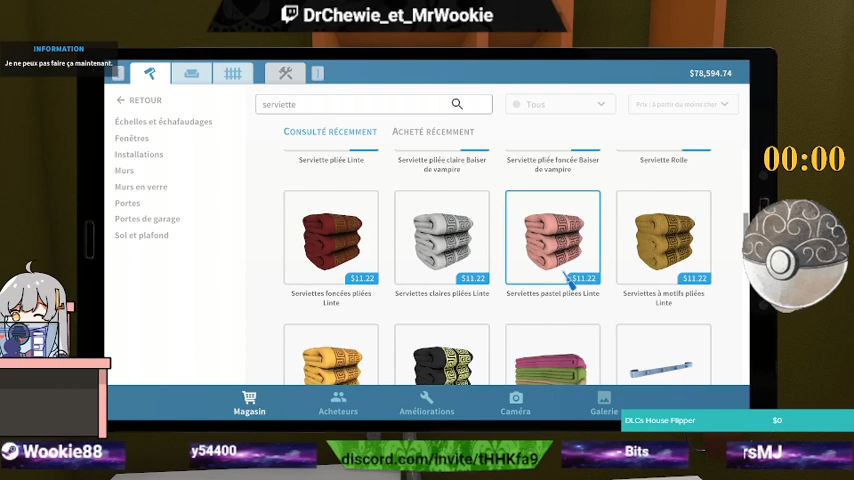 DrChewie_et_MrWookie
INFORMATION
Je ne peux pas faire ça maintenant.
$78,594.74
RETOUR
Échelles et échafaudages
Fenêtres
Installations
Murs
Murs en verre
Portes
Portes de garage
Sol et plafond
serviette
Tous
Prix : à partir du moins cher
CONSULTÉ RÉCEMMENT
ACHETÉ RÉCEMMENT
Serviette pliée Linte
Serviette pliée claire Baiser
de vampire
Serviette pliée foncée Baiser
de vampire
Serviette Rolle
$11.22
$11.22
$11.22
$11.22
Serviettes foncées pliées
Linte
Serviettes claires pliées Linte
Serviettes pastel pliées Linte
Serviettes à motifs pliées
Linte
00:00
Magasin
Acheteurs
Améliorations
Caméra
Galerie
DLCs House Flipper
$0
Wookie88
y54400
discord.com/invite/tHHKfa9
Bits
rsMJ